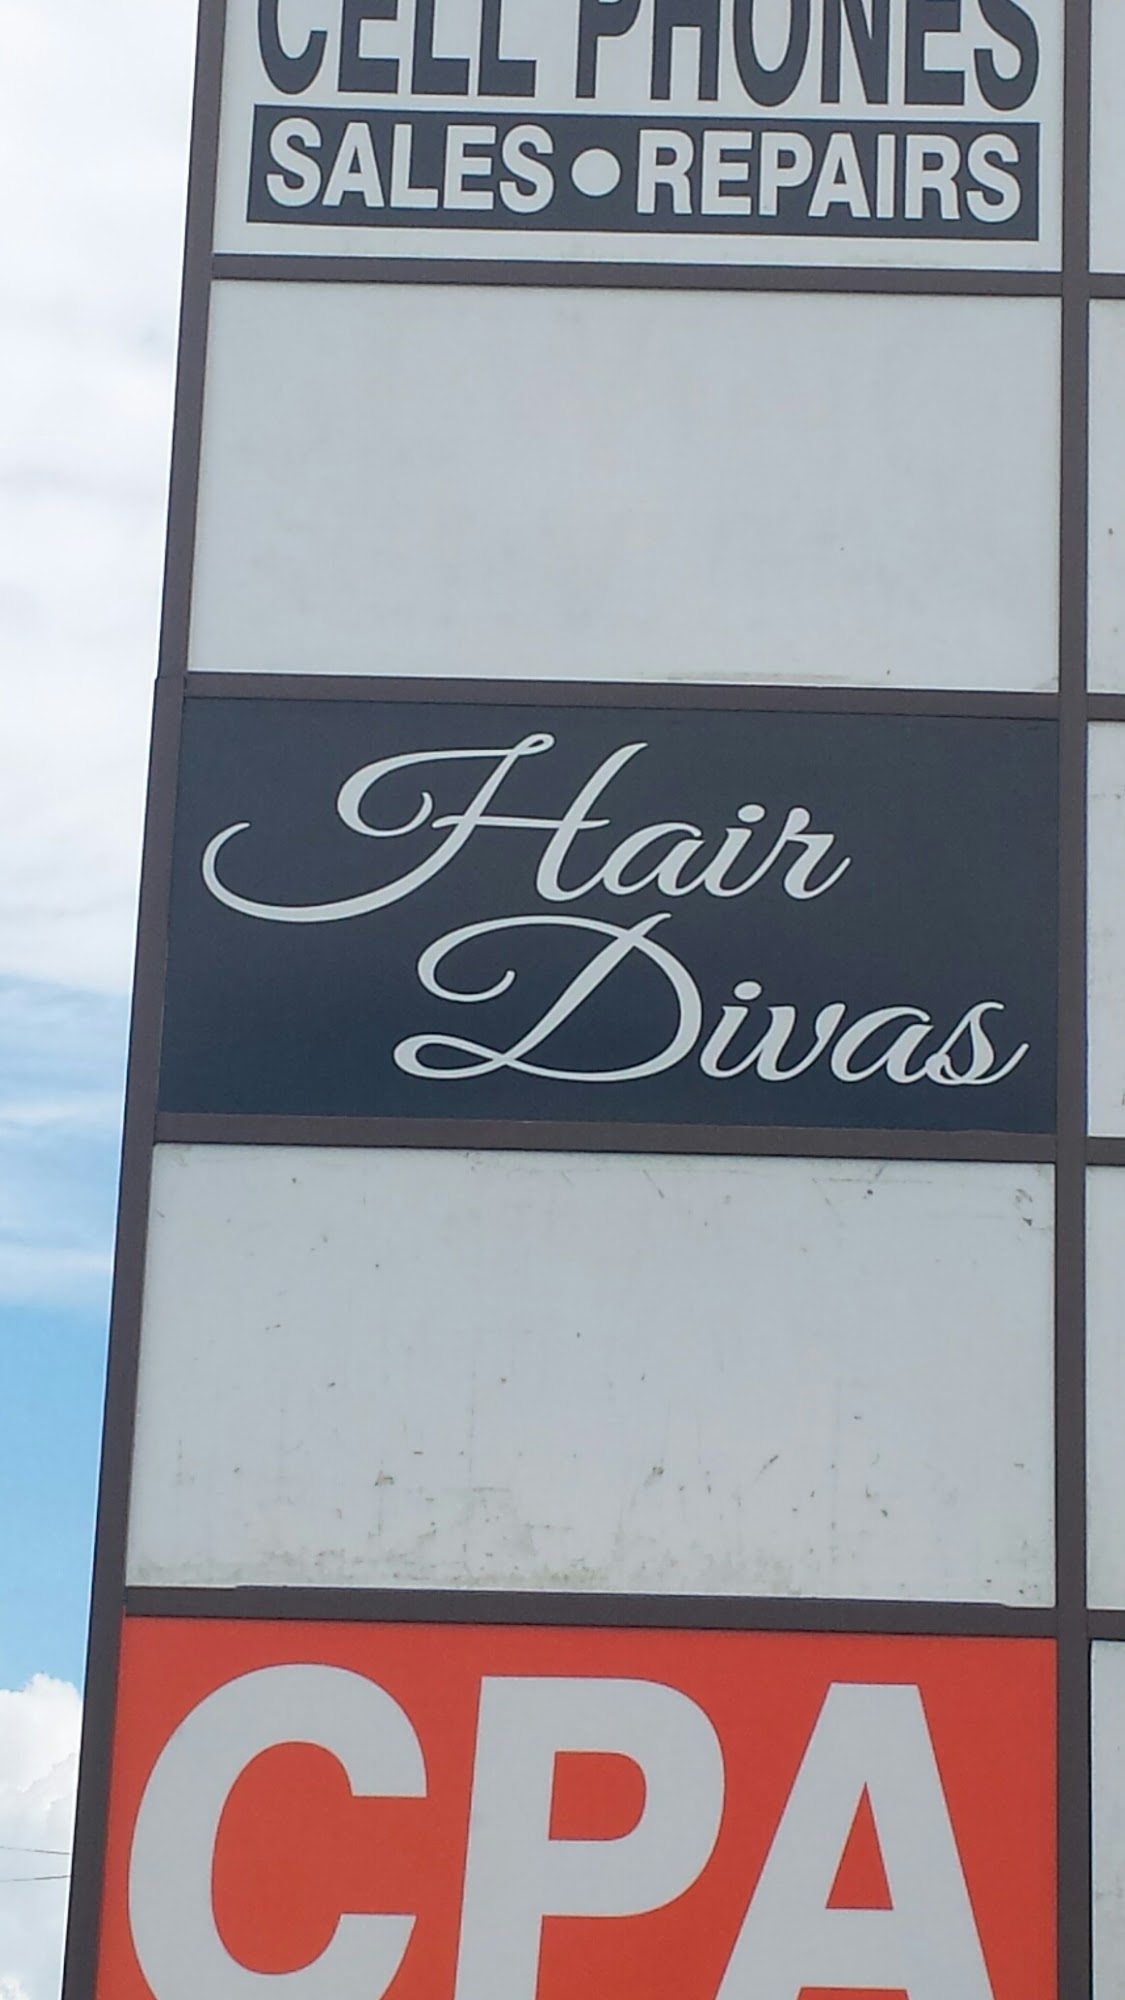 CELL PHONES
SALES • REPAIRS
Hair
Divas
CPA